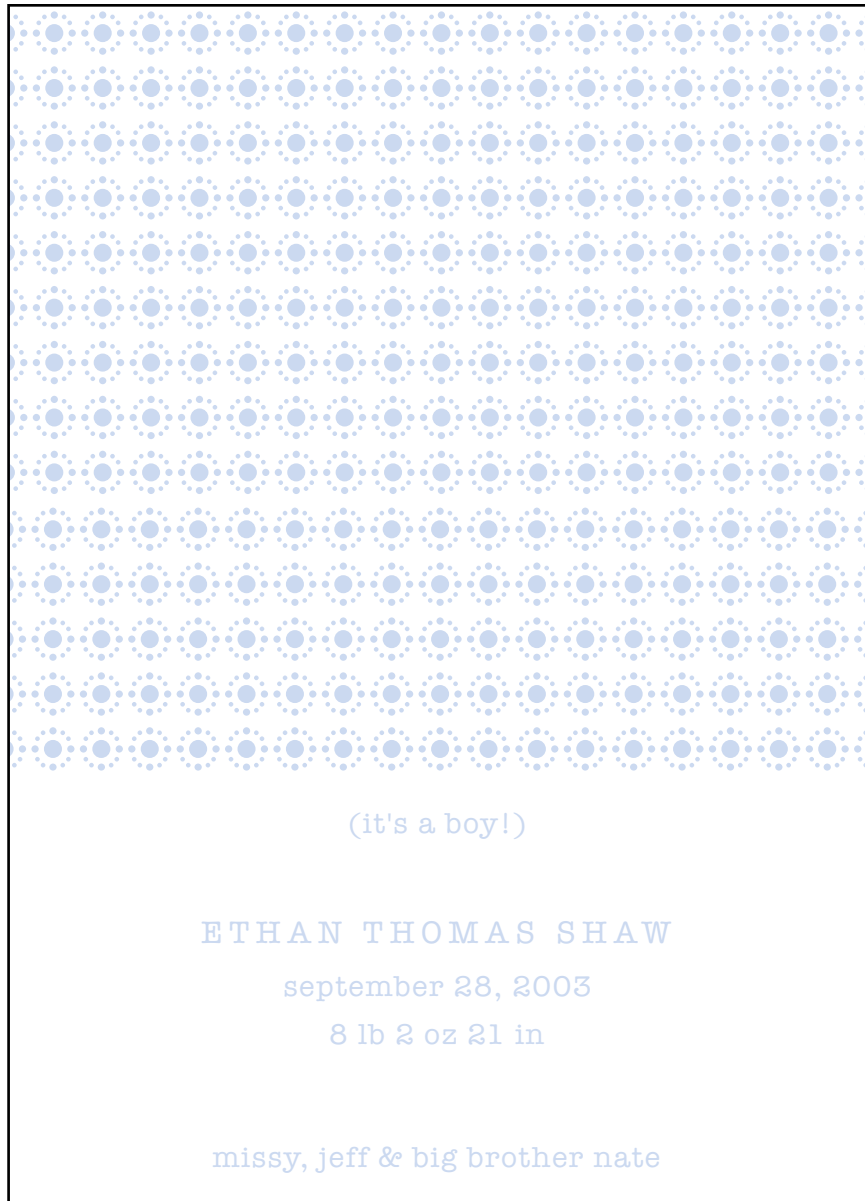 (it's a boy!)
ETHAN THOMAS SHAW
september 28, 2003
8 lb 2 oz 21 in
missy, jeff & big brother nate